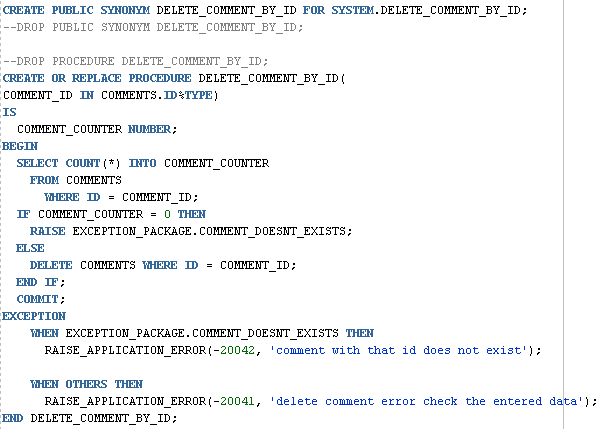 CREATE PUBLIC SYNONYM DELETE_COMMENT_BY_ID FOR SYSTEM.DELETE_COMMENT_BY_ID;
--DROP PUBLIC SYNONYM DELETE_COMMENT_BY_ID;
--DROP PROCEDURE DELETE_COMMENT_BY_ID;
CREATE OR REPLACE PROCEDURE DELETE_COMMENT_BY_ID(
COMMENT_ID IN COMMENTS.ID%TYPE)
IS
COMMENT_COUNTER NUMBER;
BEGIN
SELECT COUNT(*) INTO COMMENT_COUNTER
FROM COMMENTS
WHERE ID = COMMENT_ID;
IF COMMENT_COUNTER = 0 THEN
RAISE EXCEPTION_PACKAGE.COMMENT_DOESNT_EXISTS;
ELSE
DELETE COMMENTS WHERE ID = COMMENT_ID;
END IF;
COMMIT;
EXCEPTION
WHEN EXCEPTION_PACKAGE.COMMENT_DOESNT_EXISTS THEN
RAISE_APPLICATION_ERROR(-20042, 'comment with that id does not exist');
WHEN OTHERS THEN
RAISE_APPLICATION_ERROR(-20041, 'delete comment error check the entered data');
END DELETE_COMMENT_BY_ID;